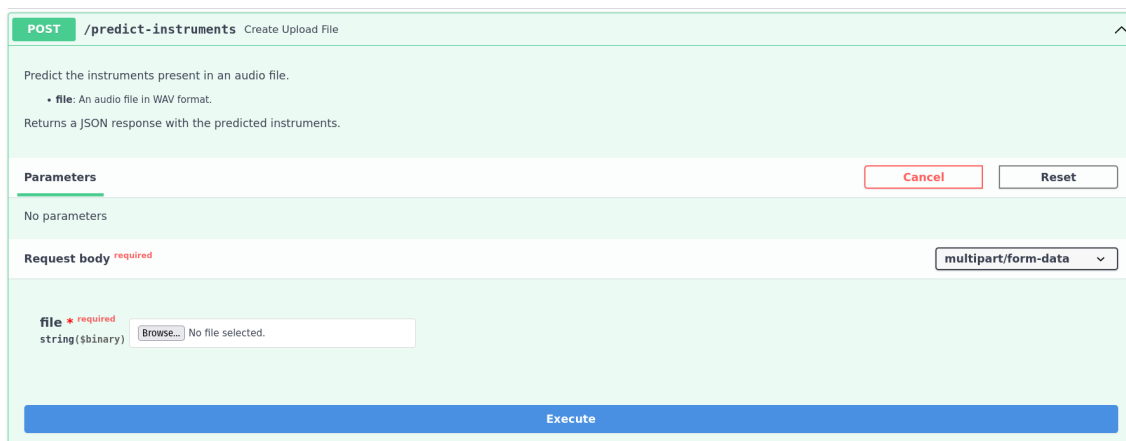 POST /predict-instruments Create Upload File
Predict the instruments present in an audio file.
• file: An audio file in WAV format.
Returns a JSON response with the predicted instruments.
Parameters Cancel Reset
No parameters
Request body required multipart/form-data
file * required
string($binary) Browse... No file selected.
Execute